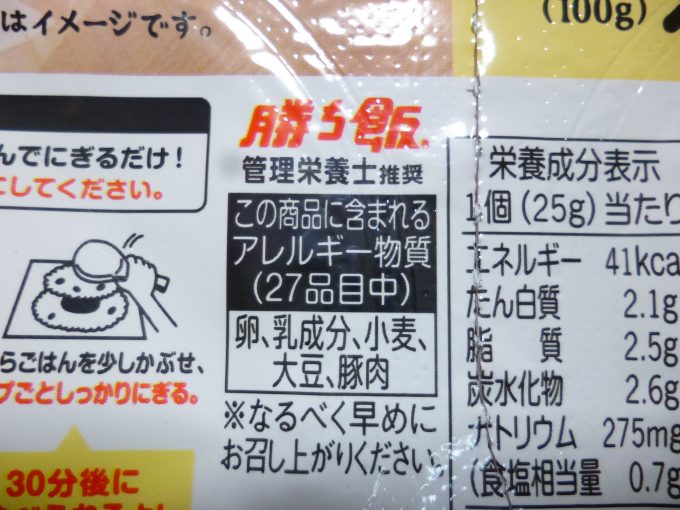 はイメージです。
(100g)
んでにぎるだけ!
にしてください。
らごはんを少しかぶせ、
プごとしっかりにぎる。
30分後に
勝ち飯
管理栄養士推奨
この商品に含まれる
アレルギー物質
(27品目中)
卵、乳成分、小麦、
大豆、豚肉
※なるべく早めに
お召し上がりください。
栄養成分表示
1個(25g)当たり
エネルギー 41kca
たん白質 2.1g
脂質 2.5g
炭水化物 2.6g
ナトリウム 275mg
(食塩相当量 0.7g